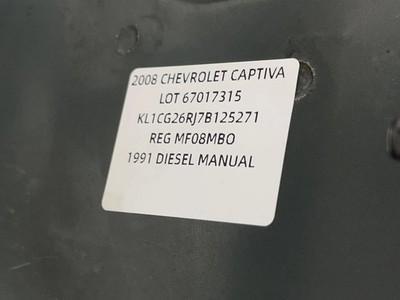 2008 CHEVROLET CAPTIVA
LOT 67017315
KL1CG26RJ7B125271
REG MF08MBO
1991 DIESEL MANUAL